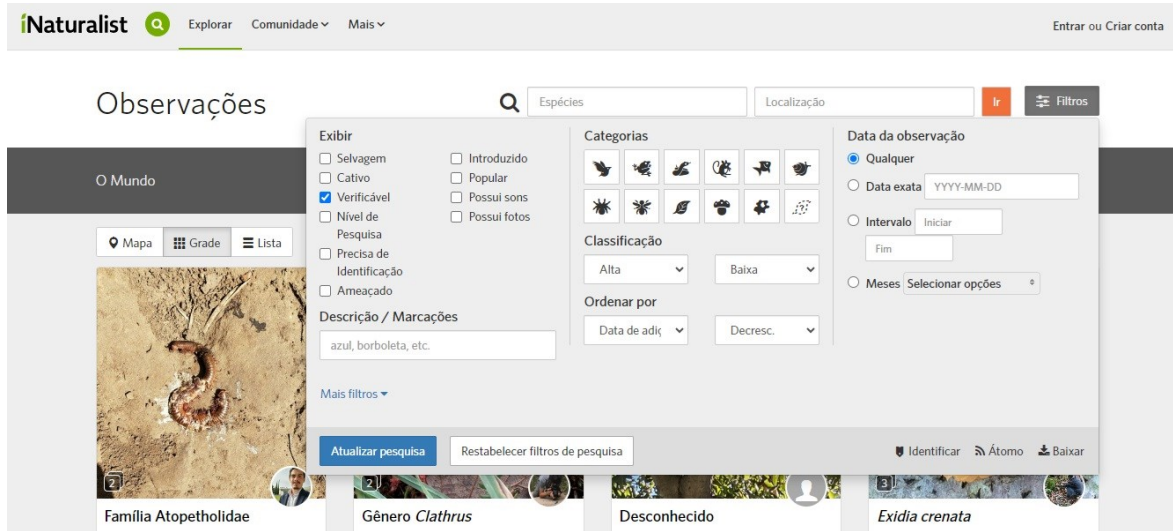 iNaturalist Explorar Comunidade Mais Entrar ou Criar conta
Observações Espécies Localização Ir Filtros
O Mundo
Mapa Grade Lista
Exibir
Selvagem Introduzido
Cativo Popular
Verificável Possui sons
Nível de Possui fotos
Pesquisa
Precisa de
Identificação
Ameaçado
Descrição / Marcações
azul, borboleta, etc.
Mais filtros
Categorias
Classificação
Alta Baixa
Ordenar por
Data de adiç Decresc.
Data da observação
Qualquer
Data exata YYYY-MM-DD
Intervalo Iniciar
Fim
Meses Selecionar opções
Atualizar pesquisa Restabelecer filtros de pesquisa Identificar Átomo Baixar
2 2 3
Família Atopetholidae Gênero Clathrus Desconhecido Exidia crenata